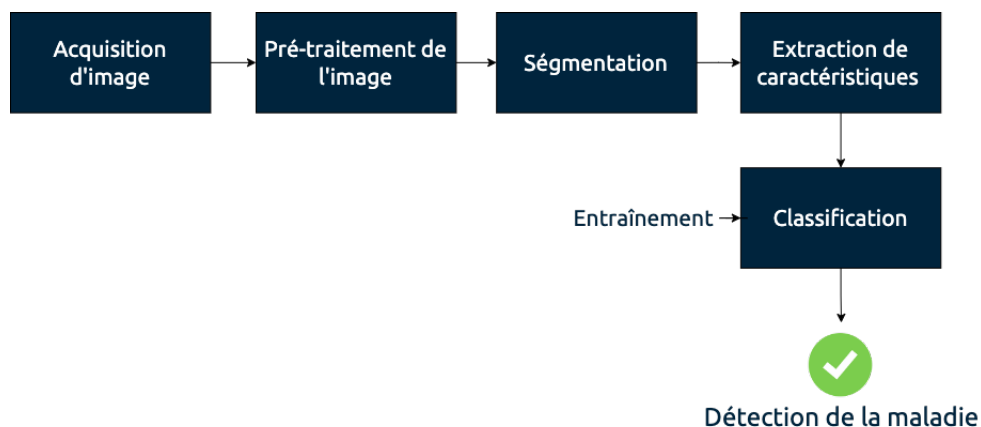 Acquisition
d'image
Pré-traitement de
l'image
Ségmentation
Extraction de
caractéristiques
Entraînement
Classification
Détection de la maladie